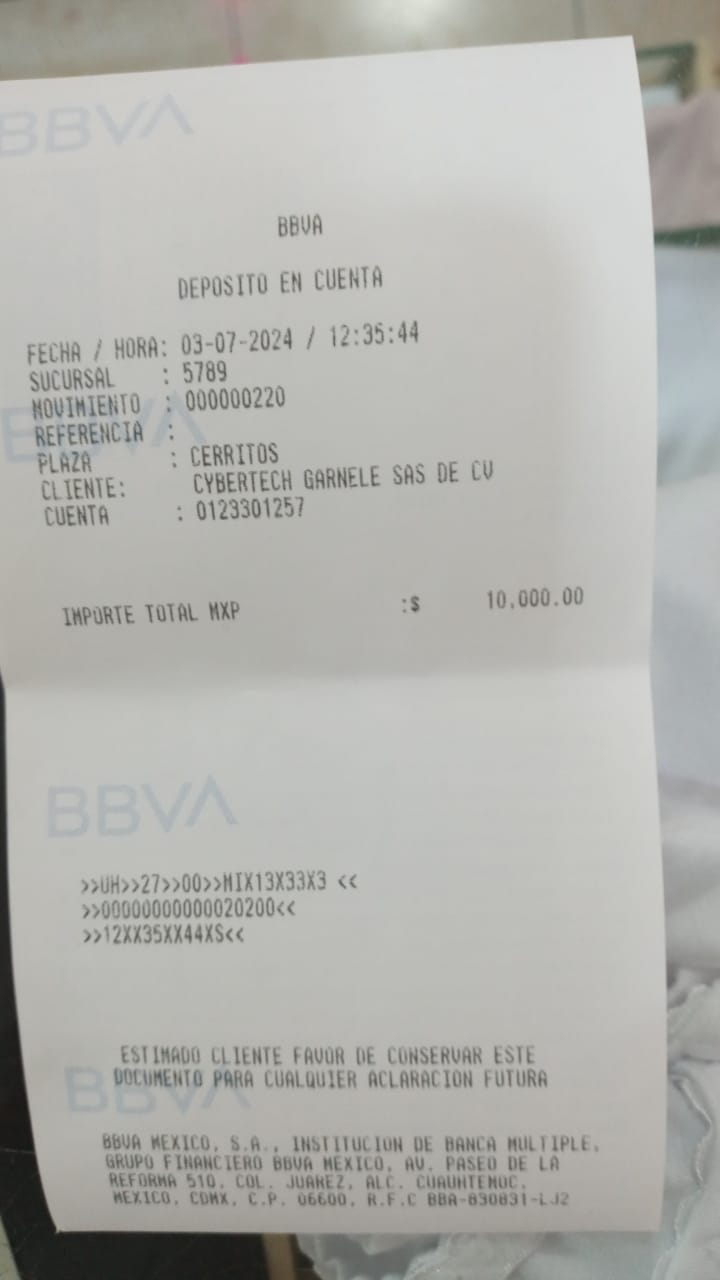 BBVA
BBVA
DEPOSITO EN CUENTA
FECHA / HORA: 03-07-2024 / 12:35:44
SUCURSAL : 5789
MOVIMIENTO : 000000220
BBVA
REFERENCIA :
PLAZA : CERRITOS
CLIENTE: CYBERTECH GARNELE SAS DE CV
CUENTA : 0123301257
IMPORTE TOTAL MXP :$ 10,000.00
BBVA
>>UH>>27>>00>>MIX13X33X3 <<
>>00000000000020200<<
>>12XX35XX44XS<<
ESTIMADO CLIENTE FAVOR DE CONSERVAR ESTE
DOCUMENTO PARA CUALQUIER ACLARACION FUTURA
BBVA
BBVA MEXICO, S.A., INSTITUCION DE BANCA MULTIPLE,
GRUPO FINANCIERO BBVA MEXICO, AV. PASEO DE LA
REFORMA 510, COL. JUAREZ, ALC. CUAUHTEMOC,
MEXICO, CDMX, C.P. 06600, R.F.C BBA-830831-LJ2